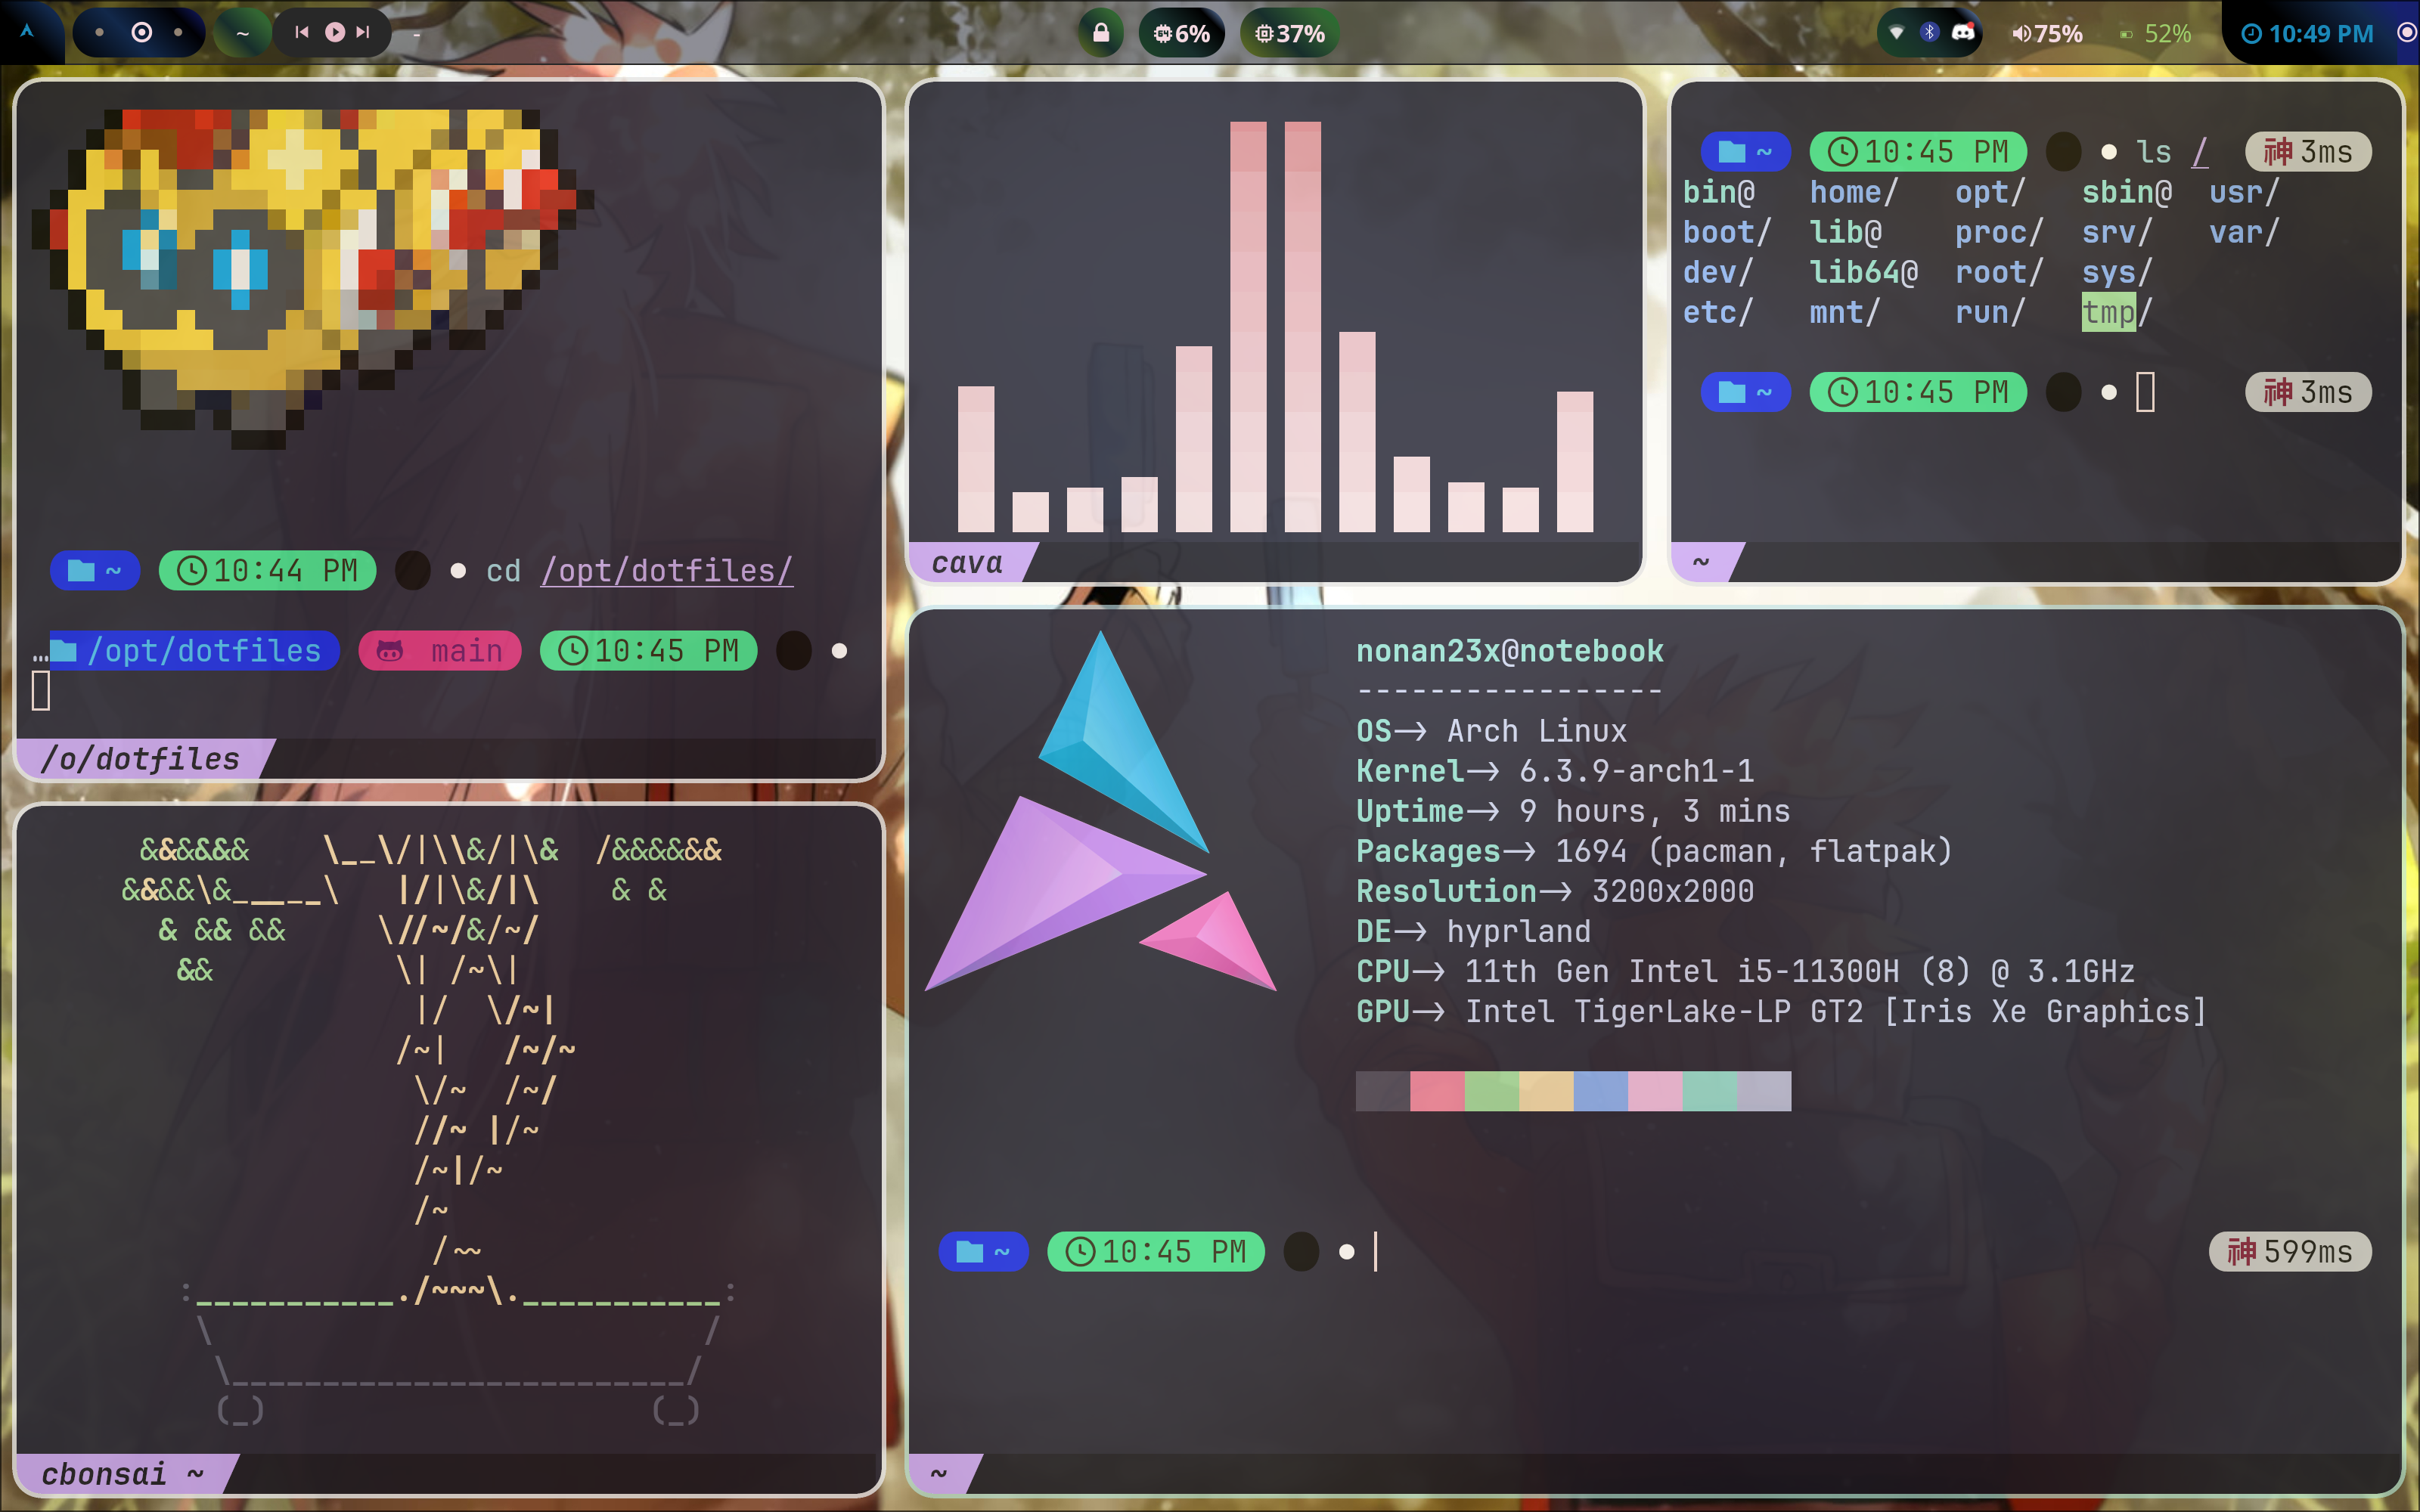 ~ - 6% 37% 75% 52% 10:49 PM
~ 10:44 PM cd /opt/dotfiles/
…/opt/dotfiles main 10:45 PM
/o/dotfiles
cava
~ 10:45 PM ls / 神 3ms
bin@ home/ opt/ sbin@ usr/
boot/ lib@ proc/ srv/ var/
dev/ lib64@ root/ sys/
etc/ mnt/ run/ tmp/
~ 10:45 PM 神 3ms
~
&&&&&& \__\/|\\&/|\& /&&&&&&
&&&&\&_____\ |/|\&/|\ & &
& && && \//~/&/~/
&& \| /~\|
|/ \/~|
/~| /~/~
\/~ /~/
//~ |/~
/~|/~
/~
/~~
:___________./~~~\.___________:
\ /
\_________________________/
(_) (_)
cbonsai ~
nonan23x@notebook
-----------------
OS—> Arch Linux
Kernel—> 6.3.9-arch1-1
Uptime—> 9 hours, 3 mins
Packages—> 1694 (pacman, flatpak)
Resolution—> 3200x2000
DE—> hyprland
CPU—> 11th Gen Intel i5-11300H (8) @ 3.1GHz
GPU—> Intel TigerLake-LP GT2 [Iris Xe Graphics]
~ 10:45 PM 神 599ms
~